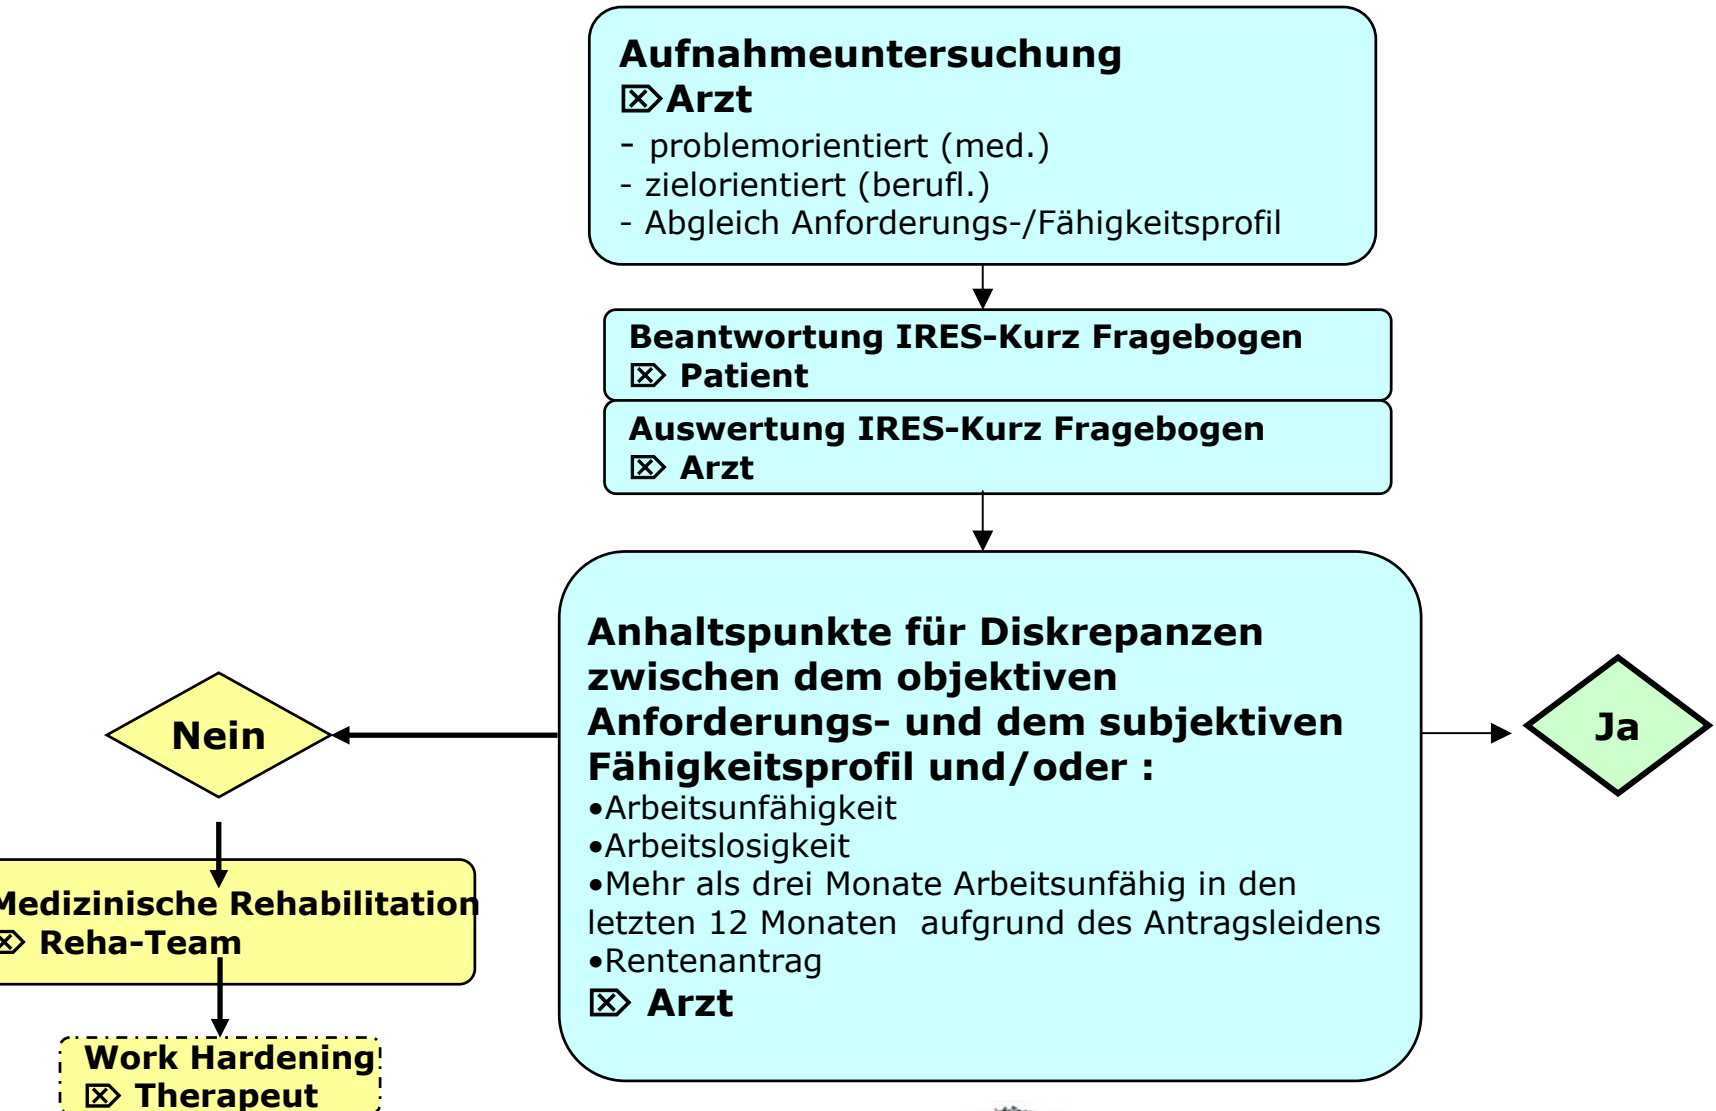 Aufnahmeuntersuchung
⌦Arzt
- problemorientiert (med.)
- zielorientiert (berufl.)
- Abgleich Anforderungs-/Fähigkeitsprofil
Beantwortung IRES-Kurz Fragebogen
⌦ Patient
Auswertung IRES-Kurz Fragebogen
⌦ Arzt
Anhaltspunkte für Diskrepanzen
zwischen dem objektiven
Anforderungs- und dem subjektiven
Fähigkeitsprofil und/oder :
•Arbeitsunfähigkeit
•Arbeitslosigkeit
•Mehr als drei Monate Arbeitsunfähig in den
letzten 12 Monaten aufgrund des Antragsleidens
•Rentenantrag
⌦ Arzt
Nein
Ja
Medizinische Rehabilitation
⌦ Reha-Team
Work Hardening
⌦ Therapeut